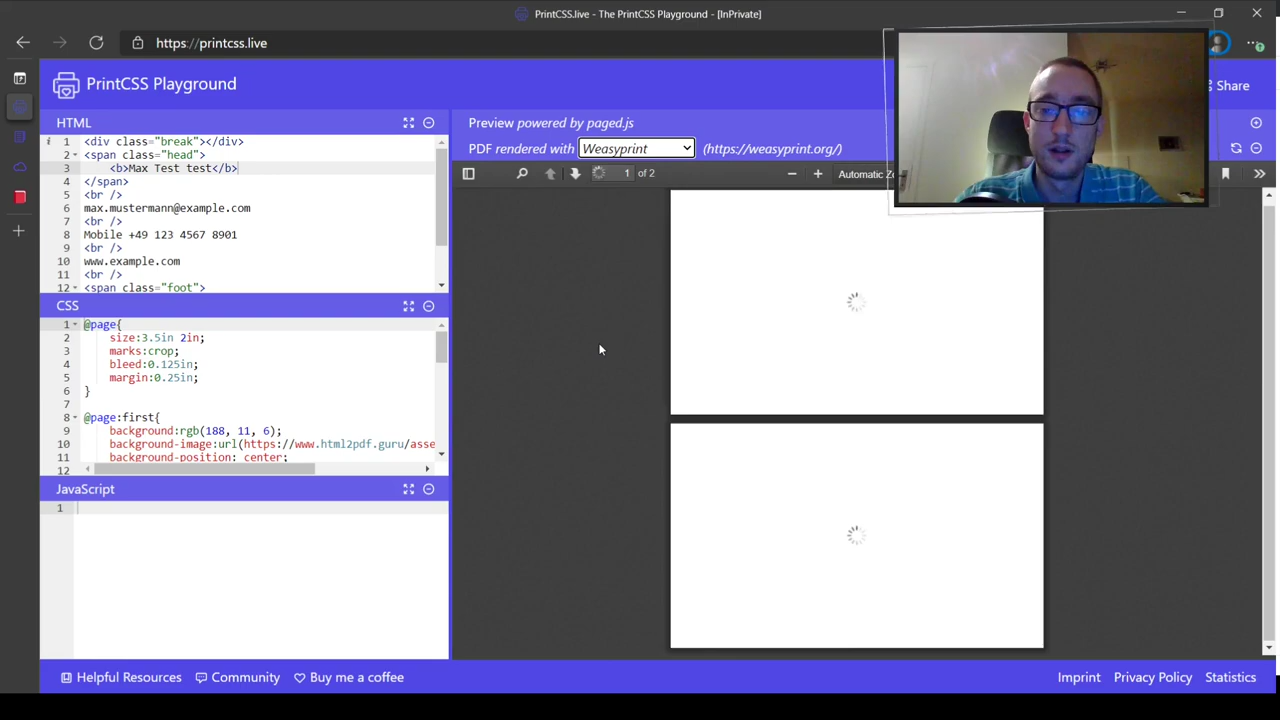 PrintCSS.live - The PrintCSS Playground - [InPrivate]
https://printcss.live
PrintCSS Playground
Share
HTML
1 <div class="break"></div>
2 <span class="head">
3 <b>Max Test test</b>
4 </span>
5 <br />
6 max.mustermann@example.com
7 <br />
8 Mobile +49 123 4567 8901
9 <br />
10 www.example.com
11 <br />
12 <span class="foot">
CSS
1 @page{
2 size:3.5in 2in;
3 marks:crop;
4 bleed:0.125in;
5 margin:0.25in;
6 }
7
8 @page:first{
9 background:rgb(188, 11, 6);
10 background-image:url(https://www.html2pdf.guru/asse
11 background-position: center;
12
JavaScript
1
Preview powered by paged.js
PDF rendered with Weasyprint (https://weasyprint.org/)
1 of 2
Automatic Zo
Helpful Resources
Community
Buy me a coffee
Imprint
Privacy Policy
Statistics